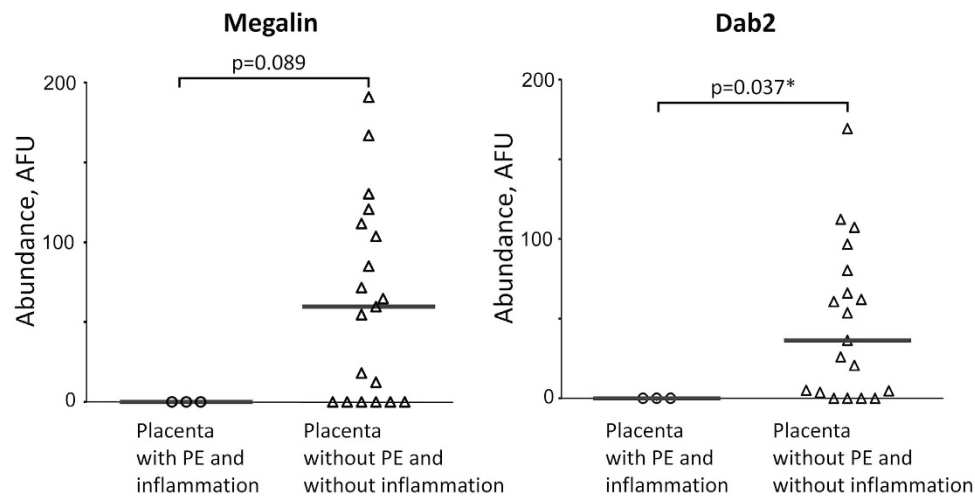 Megalin
p=0.089
200
100
0
Abundance, AFU
Placenta
with PE and
inflammation
Placenta
without PE and
without inflammation
Dab2
p=0.037*
200
100
0
Abundance, AFU
Placenta
with PE and
inflammation
Placenta
without PE and
without inflammation